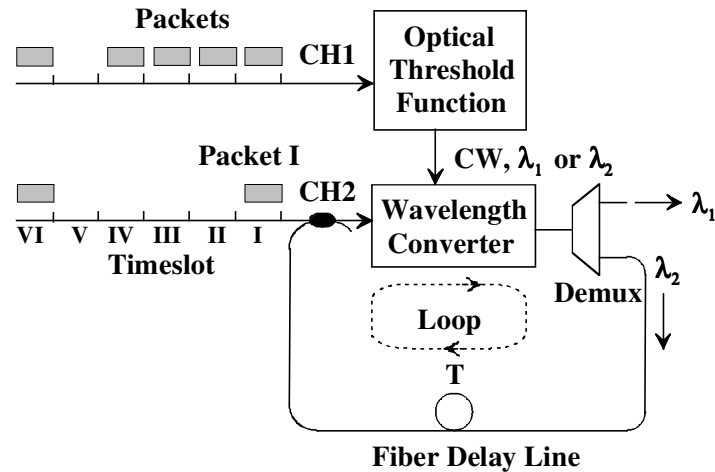 Packets
CH1
Optical
Threshold
Function
Packet I
CW, λ1 or λ2
CH2
Wavelength
Converter
λ1
VI V IV III II I
Timeslot
λ2
Demux
Loop
T
Fiber Delay Line